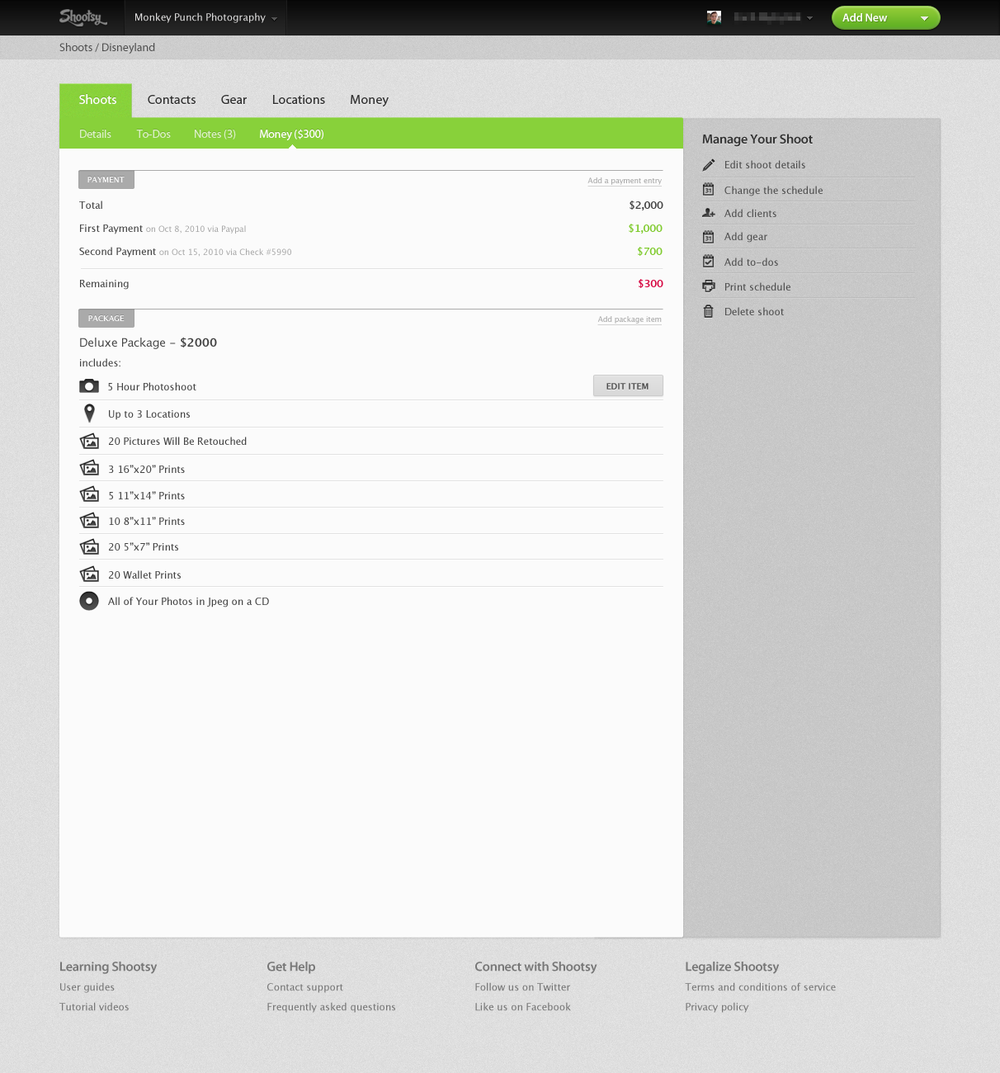 Shootsy
Monkey Punch Photography
Add New
Shoots / Disneyland
Shoots
Contacts
Gear
Locations
Money
Details
To-Dos
Notes (3)
Money ($300)
PAYMENT
Add a payment entry
Total
$2,000
First Payment on Oct 8, 2010 via Paypal
$1,000
Second Payment on Oct 15, 2010 via Check #5990
$700
Remaining
$300
PACKAGE
Add package item
Deluxe Package – $2000
includes:
5 Hour Photoshoot
EDIT ITEM
Up to 3 Locations
20 Pictures Will Be Retouched
3 16"x20" Prints
5 11"x14" Prints
10 8"x11" Prints
20 5"x7" Prints
20 Wallet Prints
All of Your Photos in Jpeg on a CD
Manage Your Shoot
Edit shoot details
31
Change the schedule
Add clients
31
Add gear
Add to-dos
Print schedule
Delete shoot
Learning Shootsy
User guides
Tutorial videos
Get Help
Contact support
Frequently asked questions
Connect with Shootsy
Follow us on Twitter
Like us on Facebook
Legalize Shootsy
Terms and conditions of service
Privacy policy